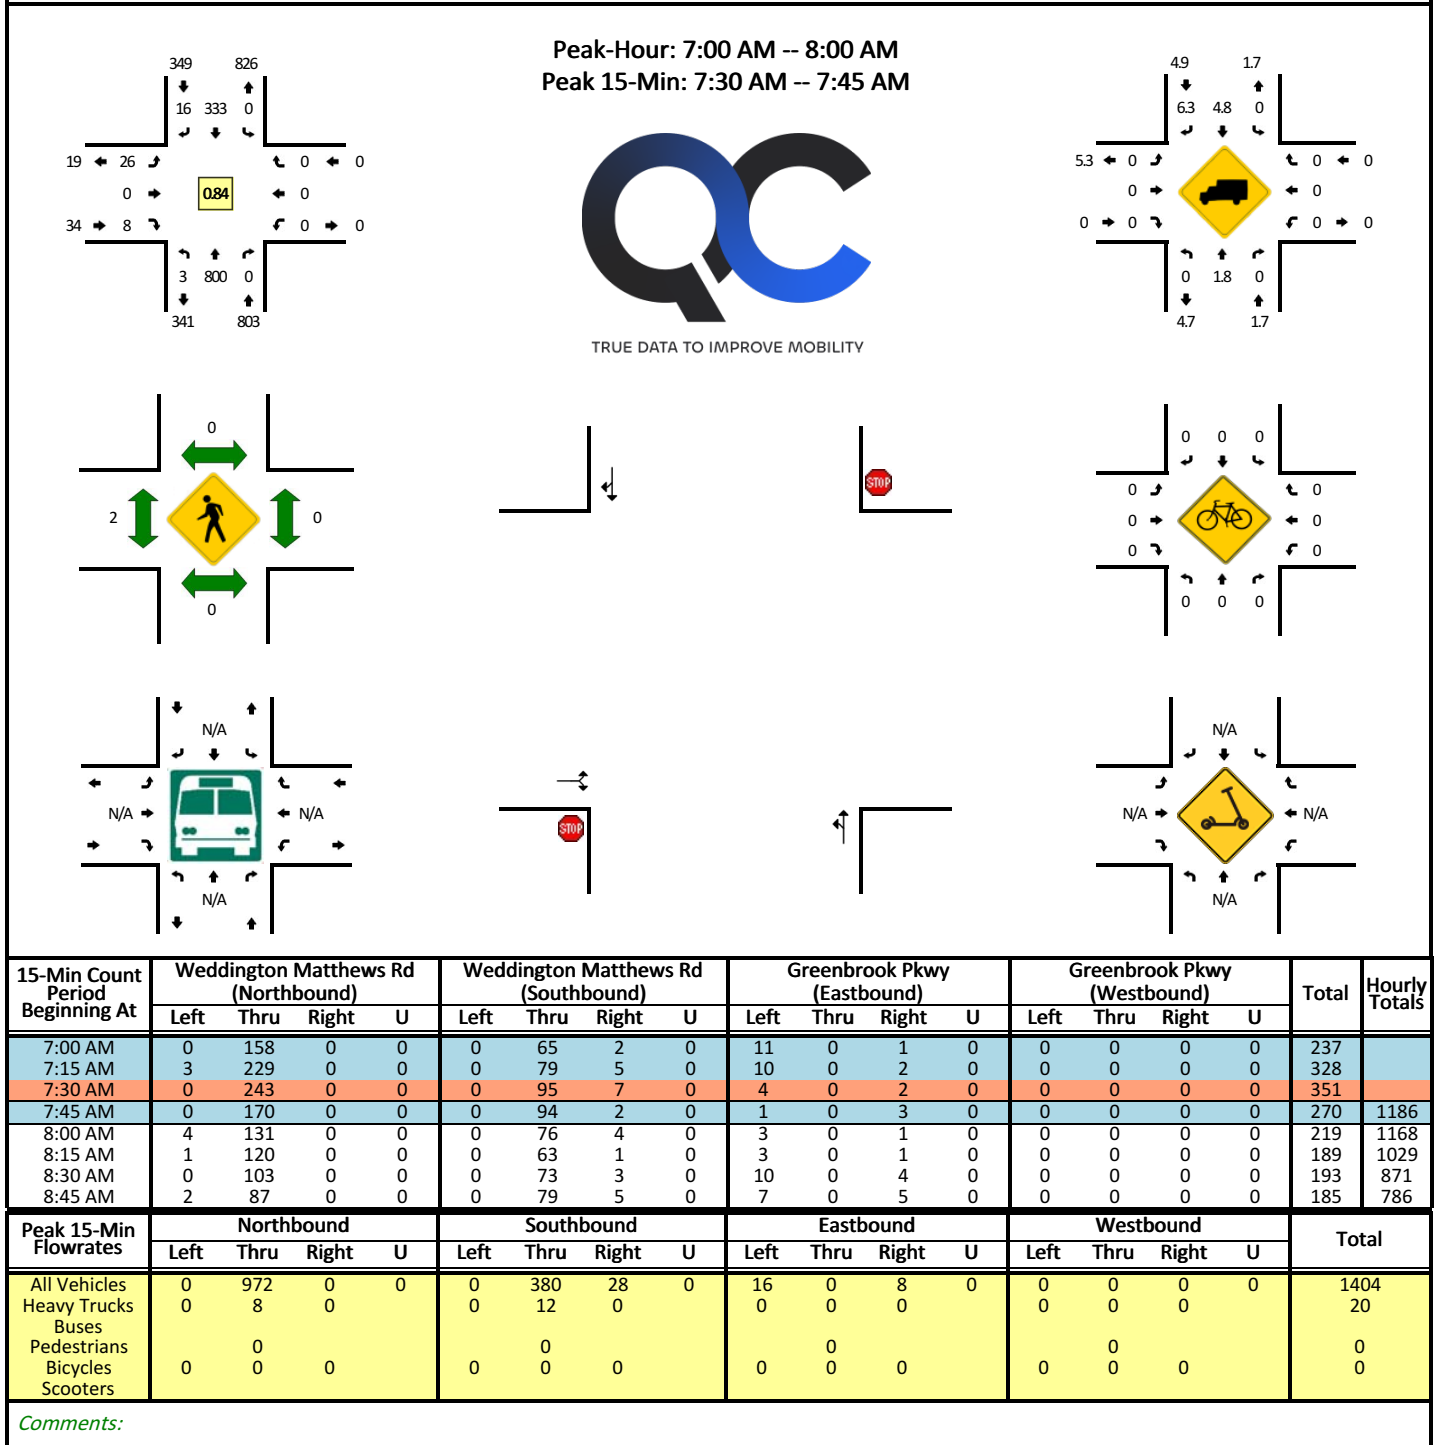 Peak-Hour: 7:00 AM -- 8:00 AM
Peak 15-Min: 7:30 AM -- 7:45 AM
349 826
16 333 0
19 26 0 0
0 0.84 0
34 8 0 0
3 800 0
341 803
QC
TRUE DATA TO IMPROVE MOBILITY
4.9 1.7
6.3 4.8 0
5.3 0 0 0
0 0
0 0 0 0
0 1.8 0
4.7 1.7
0
2 0
0
STOP
0 0 0
0 0
0 0
0 0
0 0 0
N/A
N/A N/A
N/A
STOP
N/A
N/A N/A
N/A
15-Min Count Period Beginning At Weddington Matthews Rd (Northbound) Weddington Matthews Rd (Southbound) Greenbrook Pkwy (Eastbound) Greenbrook Pkwy (Westbound) Total Hourly Totals
Left Thru Right U Left Thru Right U Left Thru Right U Left Thru Right U
7:00 AM 0 158 0 0 0 65 2 0 11 0 1 0 0 0 0 0 237
7:15 AM 3 229 0 0 0 79 5 0 10 0 2 0 0 0 0 0 328
7:30 AM 0 243 0 0 0 95 7 0 4 0 2 0 0 0 0 0 351
7:45 AM 0 170 0 0 0 94 2 0 1 0 3 0 0 0 0 0 270 1186
8:00 AM 4 131 0 0 0 76 4 0 3 0 1 0 0 0 0 0 219 1168
8:15 AM 1 120 0 0 0 63 1 0 3 0 1 0 0 0 0 0 189 1029
8:30 AM 0 103 0 0 0 73 3 0 10 0 4 0 0 0 0 0 193 871
8:45 AM 2 87 0 0 0 79 5 0 7 0 5 0 0 0 0 0 185 786
Peak 15-Min Flowrates Northbound Southbound Eastbound Westbound Total
Left Thru Right U Left Thru Right U Left Thru Right U Left Thru Right U
All Vehicles 0 972 0 0 0 380 28 0 16 0 8 0 0 0 0 0 1404
Heavy Trucks 0 8 0 0 12 0 0 0 0 0 0 0 20
Buses
Pedestrians 0 0 0 0 0
Bicycles 0 0 0 0 0 0 0 0 0 0 0 0 0
Scooters
Comments: